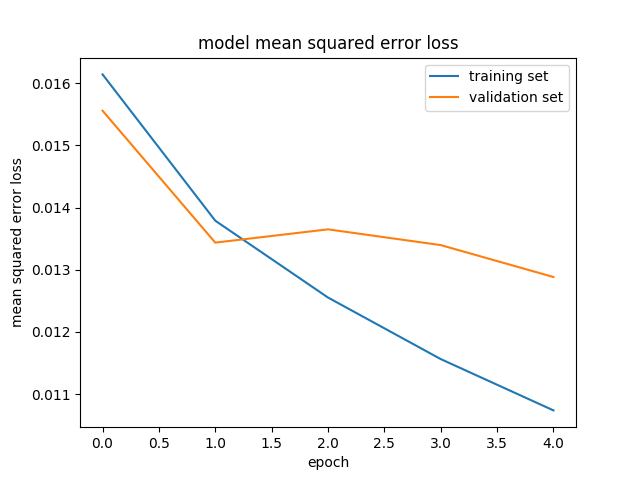 model mean squared error loss
training set
validation set
0.016
0.015
0.014
0.013
0.012
0.011
mean squared error loss
0.0 0.5 1.0 1.5 2.0 2.5 3.0 3.5 4.0
epoch